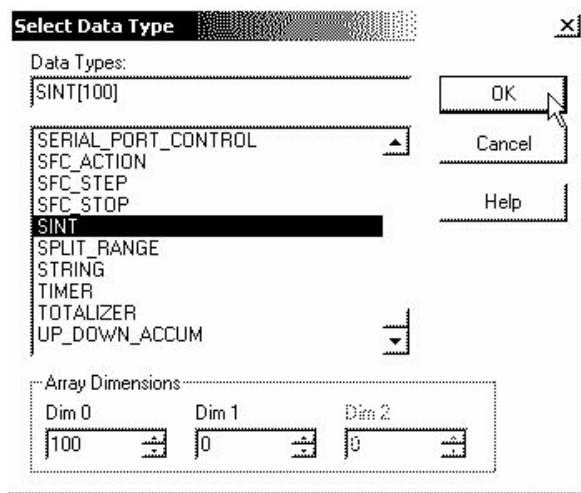 Select Data Type
Data Types:
SINT[100]
OK
SERIAL_PORT_CONTROL
SFC_ACTION
SFC_STEP
SFC_STOP
SINT
SPLIT_RANGE
STRING
TIMER
TOTALIZER
UP_DOWN_ACCUM
Cancel
Help
Array Dimensions
Dim 0 Dim 1 Dim 2
100 0 0